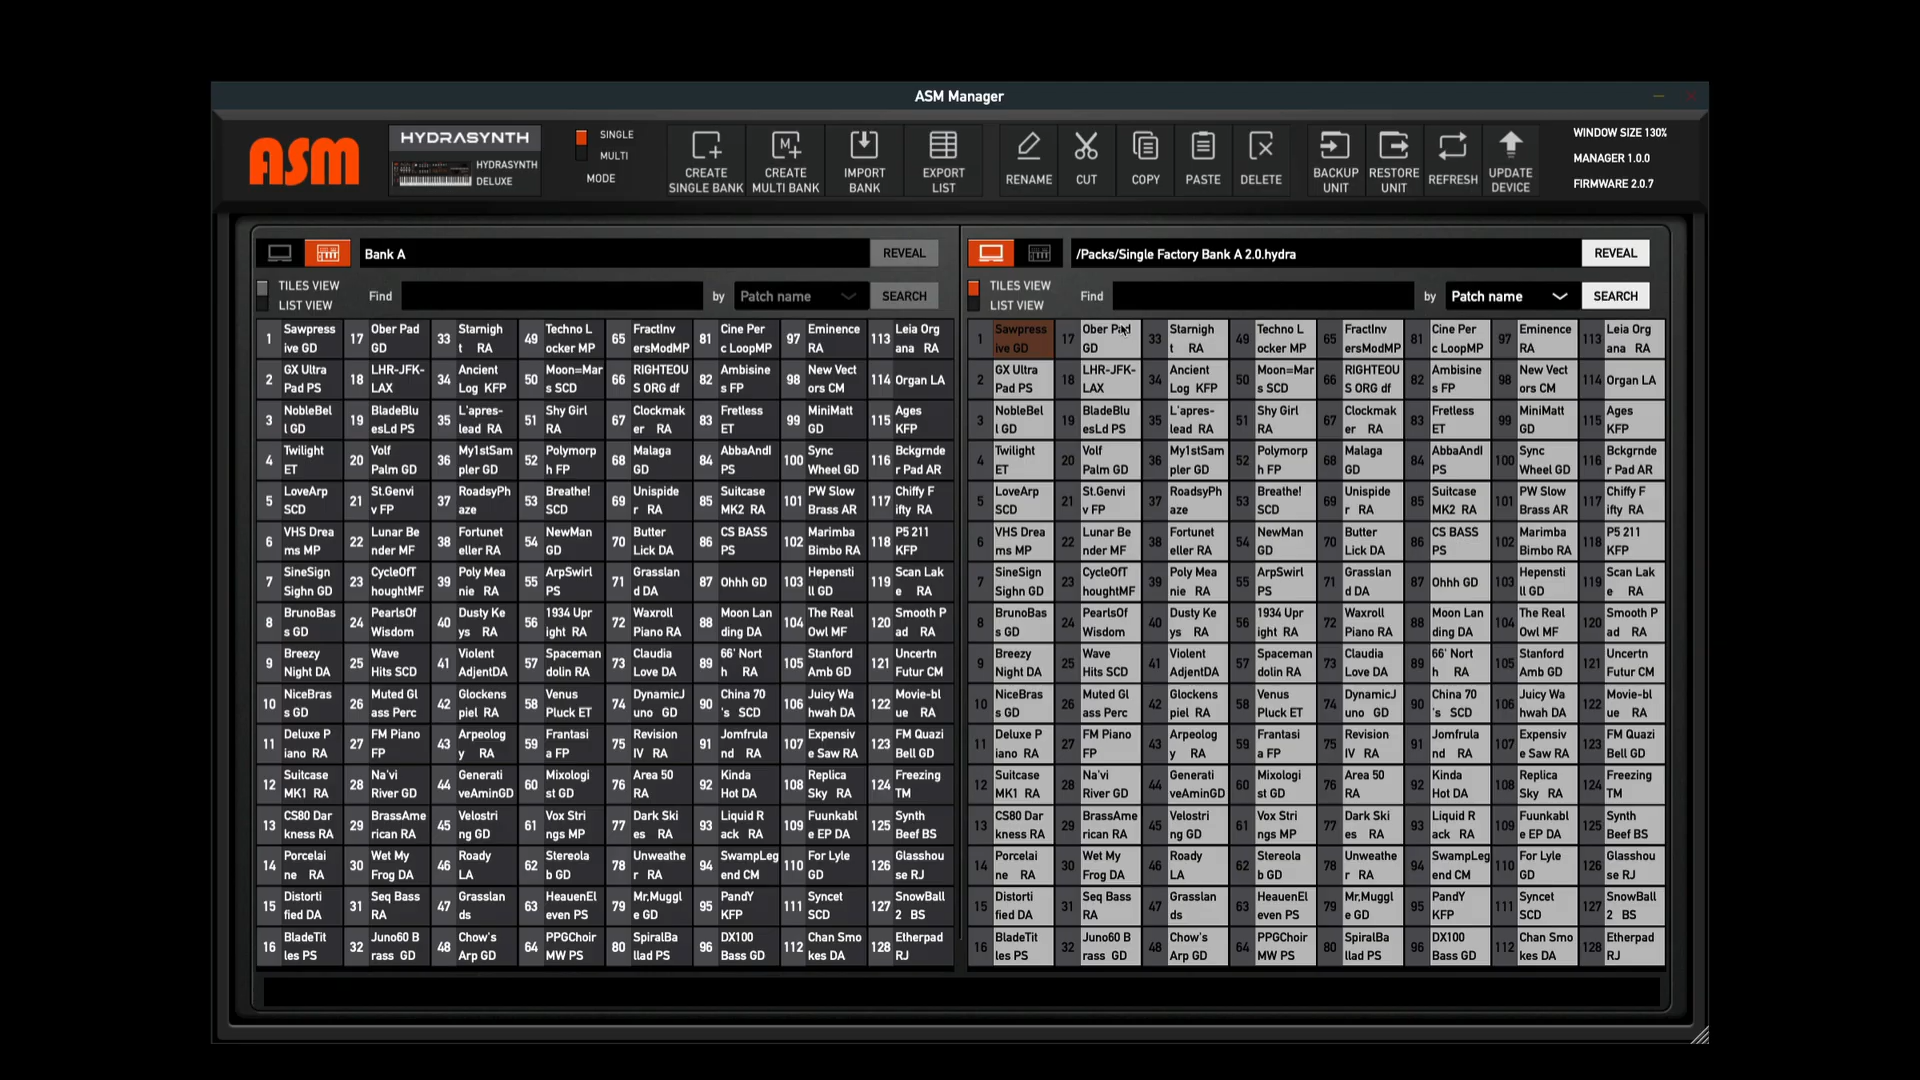 ASM Manager
ASM
HYDRASYNTH
HYDRASYNTH
DELUXE
SINGLE
MULTI
MODE
CREATE
SINGLE BANK
CREATE
MULTI BANK
IMPORT
BANK
EXPORT
LIST
RENAME
CUT
COPY
PASTE
DELETE
BACKUP
UNIT
RESTORE
UNIT
REFRESH
UPDATE
DEVICE
WINDOW SIZE 130%
MANAGER 1.0.0
FIRMWARE 2.0.7
Bank A
REVEAL
TILES VIEW
LIST VIEW
Find
by
Patch name
SEARCH
1 Sawpress
ive GD
2 GX Ultra
Pad PS
3 NobleBel
l GD
4 Twilight
ET
5 LoveArp
SCD
6 VHS Drea
ms MP
7 SineSign
Sighn GD
8 BrunoBas
s GD
9 Breezy
Night DA
10 NiceBras
s GD
11 Deluxe P
iano RA
12 Suitcase
MK1 RA
13 CS80 Dar
kness RA
14 Porcelai
ne RA
15 Distorti
fied DA
16 BladeTit
les PS
17 Ober Pad
GD
18 LHR-JFK-
LAX
19 BladeBlu
esLd PS
20 Volf
Palm GD
21 St.Genvi
v FP
22 Lunar Be
nder MF
23 CycleOfT
houghtMF
24 PearlsOf
Wisdom
25 Wave
Hits SCD
26 Muted Gl
ass Perc
27 FM Piano
FP
28 Na'vi
River GD
29 BrassAme
rican RA
30 Wet My
Frog DA
31 Seq Bass
RA
32 Juno60 B
rass GD
33 Starnigh
t RA
34 Ancient
Log KFP
35 L'apres-
lead RA
36 My1stSam
pler GD
37 RoadsyPh
aze
38 Fortunet
eller RA
39 Poly Mea
nie RA
40 Dusty Ke
ys RA
41 Violent
AdjentDA
42 Glockens
piel RA
43 Arpeolog
y RA
44 Generati
veAminGD
45 Velostri
ng GD
46 Roady
LA
47 Grasslan
ds
48 Chow's
Arp GD
49 Techno L
ocker MP
50 Moon=Mar
s SCD
51 Shy Girl
RA
52 Polymorp
h FP
53 Breathe!
SCD
54 NewMan
GD
55 ArpSwirl
PS
56 1934 Upr
ight RA
57 Spaceman
dolin RA
58 Venus
Pluck ET
59 Frantasi
a FP
60 Mixologi
st GD
61 Vox Stri
ngs MP
62 Stereola
b GD
63 HeauenEl
even PS
64 PPGChoir
MW PS
65 FractInv
ersModMP
66 RIGHTEOU
S ORG df
67 Clockmak
er RA
68 Malaga
GD
69 Unispide
r RA
70 Butter
Lick DA
71 Grasslan
d DA
72 Waxroll
Piano RA
73 Claudia
Love DA
74 DynamicJ
uno GD
75 Revision
IV RA
76 Area 50
RA
77 Dark Ski
es RA
78 Unweathe
r RA
79 Mr,Muggl
e GD
80 SpiralBa
llad PS
81 Cine Per
c LoopMP
82 Ambisine
s FP
83 Fretless
ET
84 AbbaAndI
PS
85 Suitcase
MK2 RA
86 CS BASS
PS
87 Ohhh GD
88 Moon Lan
ding DA
89 66' Nort
h RA
90 China 70
's SCD
91 Jomfrula
nd RA
92 Kinda
Hot DA
93 Liquid R
ack RA
94 SwampLeg
end CM
95 PandY
KFP
96 DX100
Bass GD
97 Eminence
RA
98 New Vect
ors CM
99 MiniMatt
GD
100 Sync
Wheel GD
101 PW Slow
Brass AR
102 Marimba
Bimbo RA
103 Hepensti
ll GD
104 The Real
Owl MF
105 Stanford
Amb GD
106 Juicy Wa
hwah DA
107 Expensiv
e Saw RA
108 Replica
Sky RA
109 Fuunkabl
e EP DA
110 For Lyle
GD
111 Syncet
SCD
112 Chan Smo
kes DA
113 Leia Org
ana RA
114 Organ LA
115 Ages
KFP
116 Bckgrnde
r Pad AR
117 Chiffy F
ifty RA
118 P5 211
KFP
119 Scan Lak
e RA
120 Smooth P
ad RA
121 Uncertn
Futur CM
122 Movie-bl
ue RA
123 FM Quazi
Bell GD
124 Freezing
TM
125 Synth
Beef BS
126 Glasshou
se RJ
127 SnowBall
2 BS
128 Etherpad
RJ
/Packs/Single Factory Bank A 2.0.hydra
REVEAL
TILES VIEW
LIST VIEW
Find
by
Patch name
SEARCH
1 Sawpress
ive GD
2 GX Ultra
Pad PS
3 NobleBel
l GD
4 Twilight
ET
5 LoveArp
SCD
6 VHS Drea
ms MP
7 SineSign
Sighn GD
8 BrunoBas
s GD
9 Breezy
Night DA
10 NiceBras
s GD
11 Deluxe P
iano RA
12 Suitcase
MK1 RA
13 CS80 Dar
kness RA
14 Porcelai
ne RA
15 Distorti
fied DA
16 BladeTit
les PS
17 Ober Pad
GD
18 LHR-JFK-
LAX
19 BladeBlu
esLd PS
20 Volf
Palm GD
21 St.Genvi
v FP
22 Lunar Be
nder MF
23 CycleOfT
houghtMF
24 PearlsOf
Wisdom
25 Wave
Hits SCD
26 Muted Gl
ass Perc
27 FM Piano
FP
28 Na'vi
River GD
29 BrassAme
rican RA
30 Wet My
Frog DA
31 Seq Bass
RA
32 Juno60 B
rass GD
33 Starnigh
t RA
34 Ancient
Log KFP
35 L'apres-
lead RA
36 My1stSam
pler GD
37 RoadsyPh
aze
38 Fortunet
eller RA
39 Poly Mea
nie RA
40 Dusty Ke
ys RA
41 Violent
AdjentDA
42 Glockens
piel RA
43 Arpeolog
y RA
44 Generati
veAminGD
45 Velostri
ng GD
46 Roady
LA
47 Grasslan
ds
48 Chow's
Arp GD
49 Techno L
ocker MP
50 Moon=Mar
s SCD
51 Shy Girl
RA
52 Polymorp
h FP
53 Breathe!
SCD
54 NewMan
GD
55 ArpSwirl
PS
56 1934 Upr
ight RA
57 Spaceman
dolin RA
58 Venus
Pluck ET
59 Frantasi
a FP
60 Mixologi
st GD
61 Vox Stri
ngs MP
62 Stereola
b GD
63 HeauenEl
even PS
64 PPGChoir
MW PS
65 FractInv
ersModMP
66 RIGHTEOU
S ORG df
67 Clockmak
er RA
68 Malaga
GD
69 Unispide
r RA
70 Butter
Lick DA
71 Grasslan
d DA
72 Waxroll
Piano RA
73 Claudia
Love DA
74 DynamicJ
uno GD
75 Revision
IV RA
76 Area 50
RA
77 Dark Ski
es RA
78 Unweathe
r RA
79 Mr,Muggl
e GD
80 SpiralBa
llad PS
81 Cine Per
c LoopMP
82 Ambisine
s FP
83 Fretless
ET
84 AbbaAndI
PS
85 Suitcase
MK2 RA
86 CS BASS
PS
87 Ohhh GD
88 Moon Lan
ding DA
89 66' Nort
h RA
90 China 70
's SCD
91 Jomfrula
nd RA
92 Kinda
Hot DA
93 Liquid R
ack RA
94 SwampLeg
end CM
95 PandY
KFP
96 DX100
Bass GD
97 Eminence
RA
98 New Vect
ors CM
99 MiniMatt
GD
100 Sync
Wheel GD
101 PW Slow
Brass AR
102 Marimba
Bimbo RA
103 Hepensti
ll GD
104 The Real
Owl MF
105 Stanford
Amb GD
106 Juicy Wa
hwah DA
107 Expensiv
e Saw RA
108 Replica
Sky RA
109 Fuunkabl
e EP DA
110 For Lyle
GD
111 Syncet
SCD
112 Chan Smo
kes DA
113 Leia Org
ana RA
114 Organ LA
115 Ages
KFP
116 Bckgrnde
r Pad AR
117 Chiffy F
ifty RA
118 P5 211
KFP
119 Scan Lak
e RA
120 Smooth P
ad RA
121 Uncertn
Futur CM
122 Movie-bl
ue RA
123 FM Quazi
Bell GD
124 Freezing
TM
125 Synth
Beef BS
126 Glasshou
se RJ
127 SnowBall
2 BS
128 Etherpad
RJ